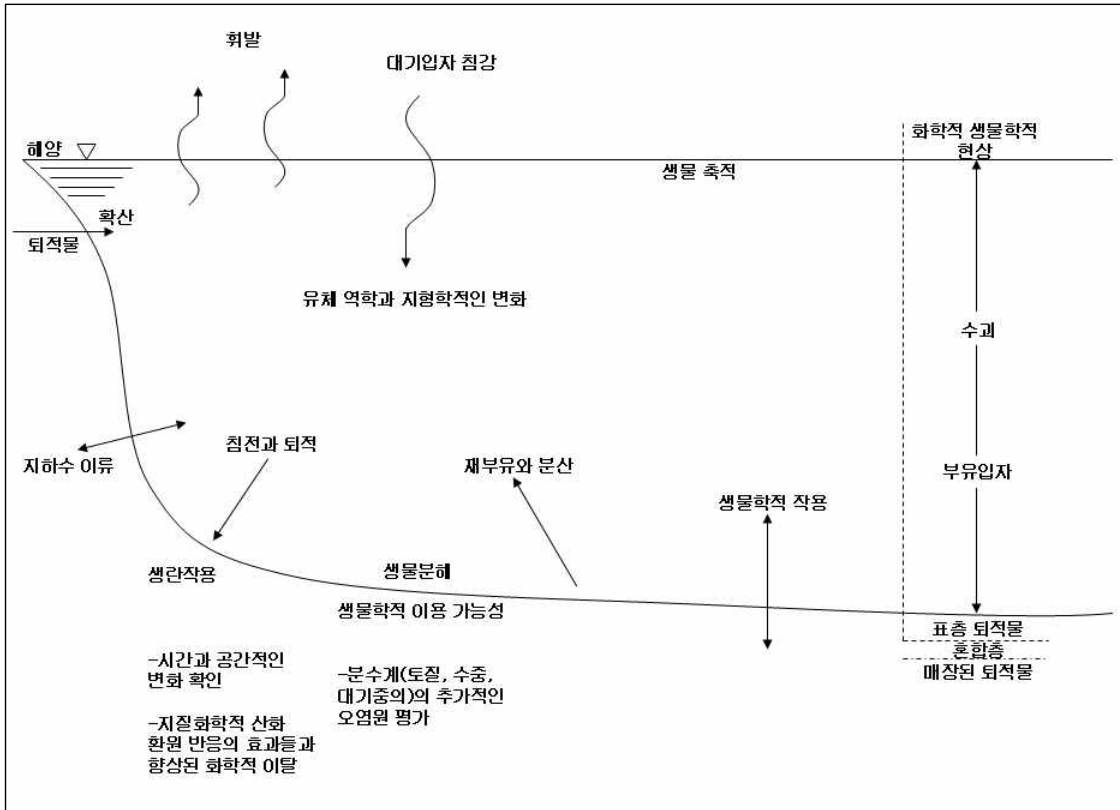 휘발
대기입자 침강
화학적 생물학적
현상
해양
생물 축적
확산
퇴적물
유체 역학과 지형학적인 변화
수괴
지하수 이류
침전과 퇴적
재부유와 분산
부유입자
생물학적 작용
생란작용
생물분해
생물학적 이용 가능성
표층 퇴적물
혼합층
매장된 퇴적물
-시간과 공간적인
변화 확인
-지질화학적 산화
환원 반응의 효과들과
향상된 화학적 이탈
-분수계(토질, 수중,
대기중의)의 추가적인
오염원 평가